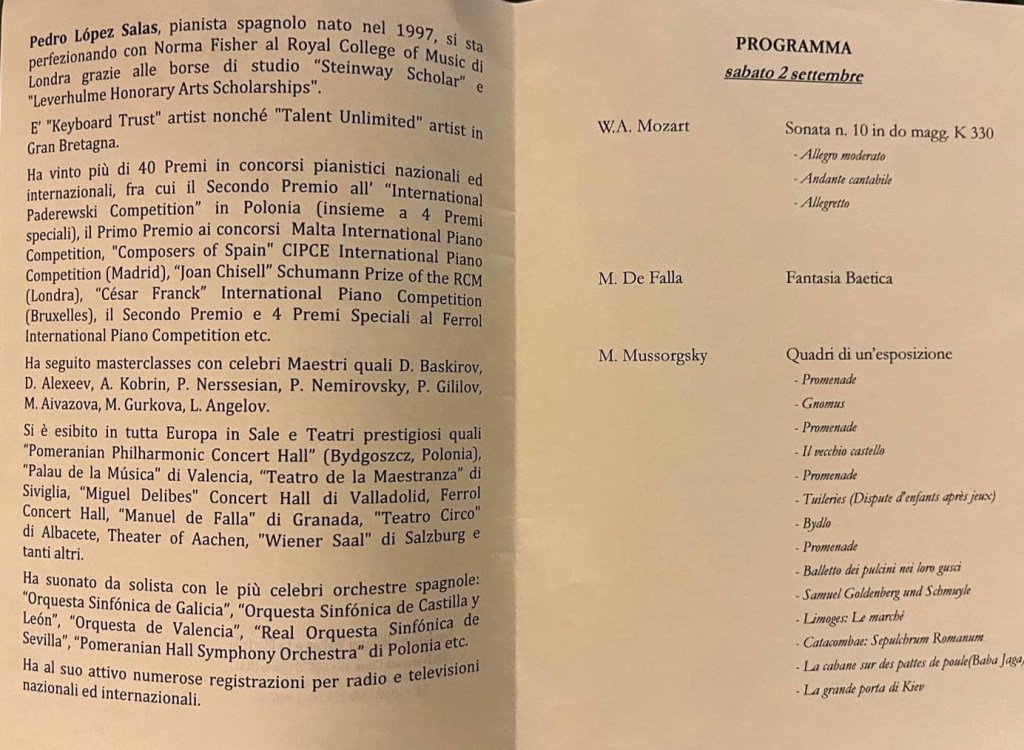 Pedro López Salas, pianista spagnolo nato nel 1997, si sta
perfezionando con Norma Fisher al Royal College of Music di
Londra grazie alle borse di studio “Steinway Scholar” e
"Leverhulme Honorary Arts Scholarships".
E' "Keyboard Trust" artist nonché "Talent Unlimited" artist in
Gran Bretagna.
Ha vinto più di 40 Premi in concorsi pianistici nazionali ed
internazionali, fra cui il Secondo Premio all’ “International
Paderewski Competition” in Polonia (insieme a 4 Premi
speciali), il Primo Premio ai concorsi Malta International Piano
Competition, "Composers of Spain" CIPCE International Piano
Competition (Madrid), “Joan Chisell” Schumann Prize of the RCM
(Londra), “César Franck” International Piano Competition
(Bruxelles), il Secondo Premio e 4 Premi Speciali al Ferrol
International Piano Competition etc.
Ha seguito masterclasses con celebri Maestri quali D. Baskirov,
D. Alexeev, A. Kobrin, P. Nerssesian, P. Nemirovsky, P. Gililov,
M. Aivazova, M. Gurkova, L. Angelov.
Si è esibito in tutta Europa in Sale e Teatri prestigiosi quali
“Pomeranian Philharmonic Concert Hall” (Bydgoszcz, Polonia),
"Palau de la Música" di Valencia, “Teatro de la Maestranza” di
Siviglia, “Miguel Delibes" Concert Hall di Valladolid, Ferrol
Concert Hall, “Manuel de Falla" di Granada, "Teatro Circo"
di Albacete, Theater of Aachen, "Wiener Saal" di Salzburg e
tanti altri.
Ha suonato da solista con le più celebri orchestre spagnole:
“Orquesta Sinfónica de Galicia”, “Orquesta Sinfónica de Castilla y
León”, “Orquesta de Valencia”, “Real Orquesta Sinfónica de
Sevilla”, “Pomeranian Hall Symphony Orchestra” di Polonia etc.
Ha al suo attivo numerose registrazioni per radio e televisioni
nazionali ed internazionali.
PROGRAMMA
sabato 2 settembre
W.A. Mozart Sonata n. 10 in do magg. K 330
- Allegro moderato
- Andante cantabile
- Allegretto
M. De Falla Fantasia Baetica
M. Mussorgsky Quadri di un'esposizione
- Promenade
- Gnomus
- Promenade
- Il vecchio castello
- Promenade
- Tuileries (Dispute d'enfants après jeux)
- Bydlo
- Promenade
- Balletto dei pulcini nei loro gusci
- Samuel Goldenberg und Schmuyle
- Limoges: Le marché
- Catacombae: Sepulchrum Romanum
- La cabane sur des pattes de poule(Baba Jaga)
- La grande porta di Kiev